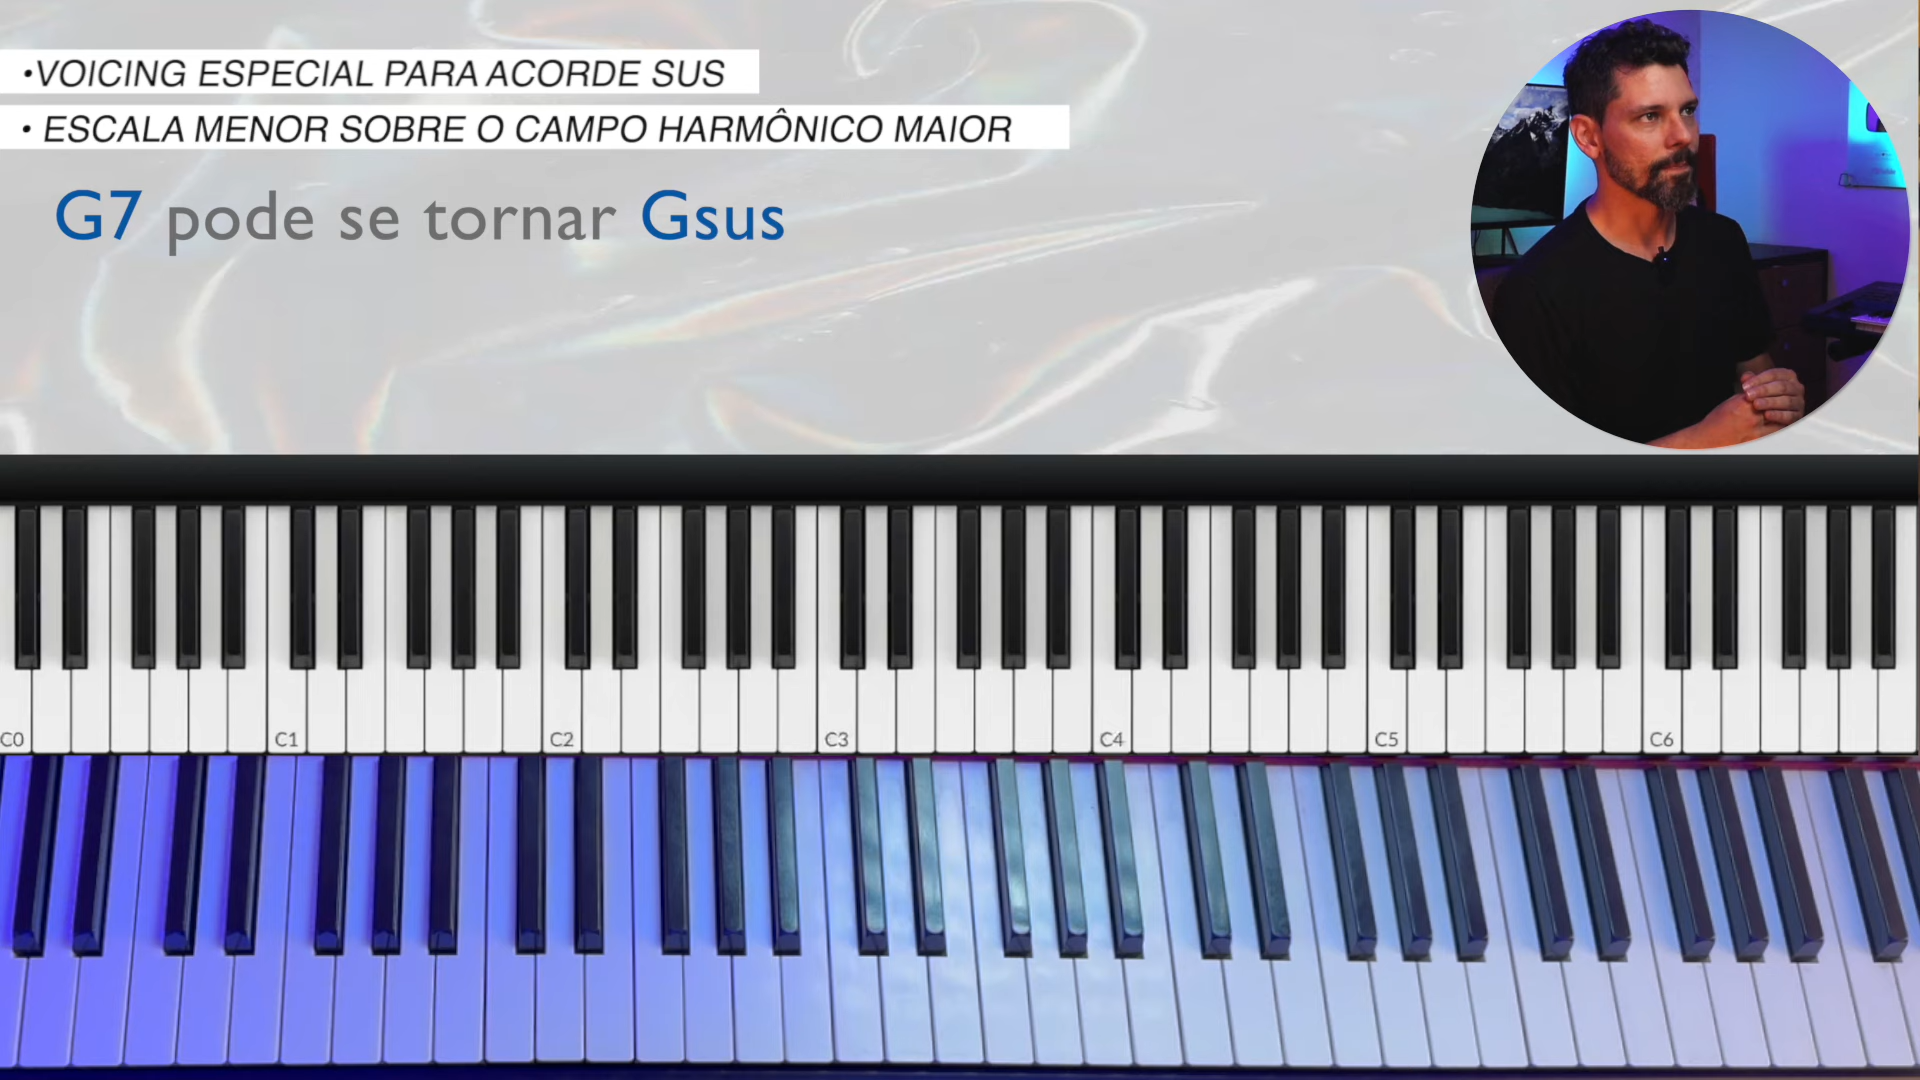 •VOICING ESPECIAL PARA ACORDE SUS
• ESCALA MENOR SOBRE O CAMPO HARMÔNICO MAIOR
G7 pode se tornar Gsus
C0 C1 C2 C3 C4 C5 C6